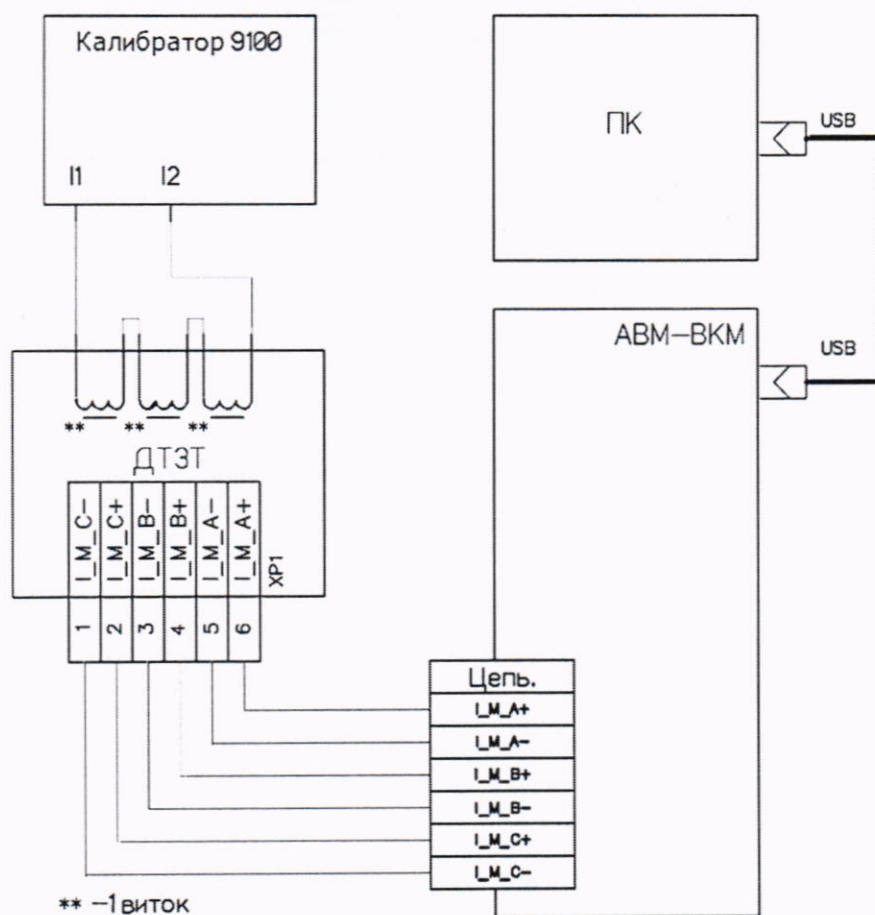 Калибратор 9100
I1
I2
ПК
USB
АВМ-ВКМ
USB
**
**
**
ДТЗТ
I_M_C-
I_M_C+
I_M_B-
I_M_B+
I_M_A-
I_M_A+
XP1
1
2
3
4
5
6
Цепь.
I_M_A+
I_M_A-
I_M_B+
I_M_B-
I_M_C+
I_M_C-
** -1 виток